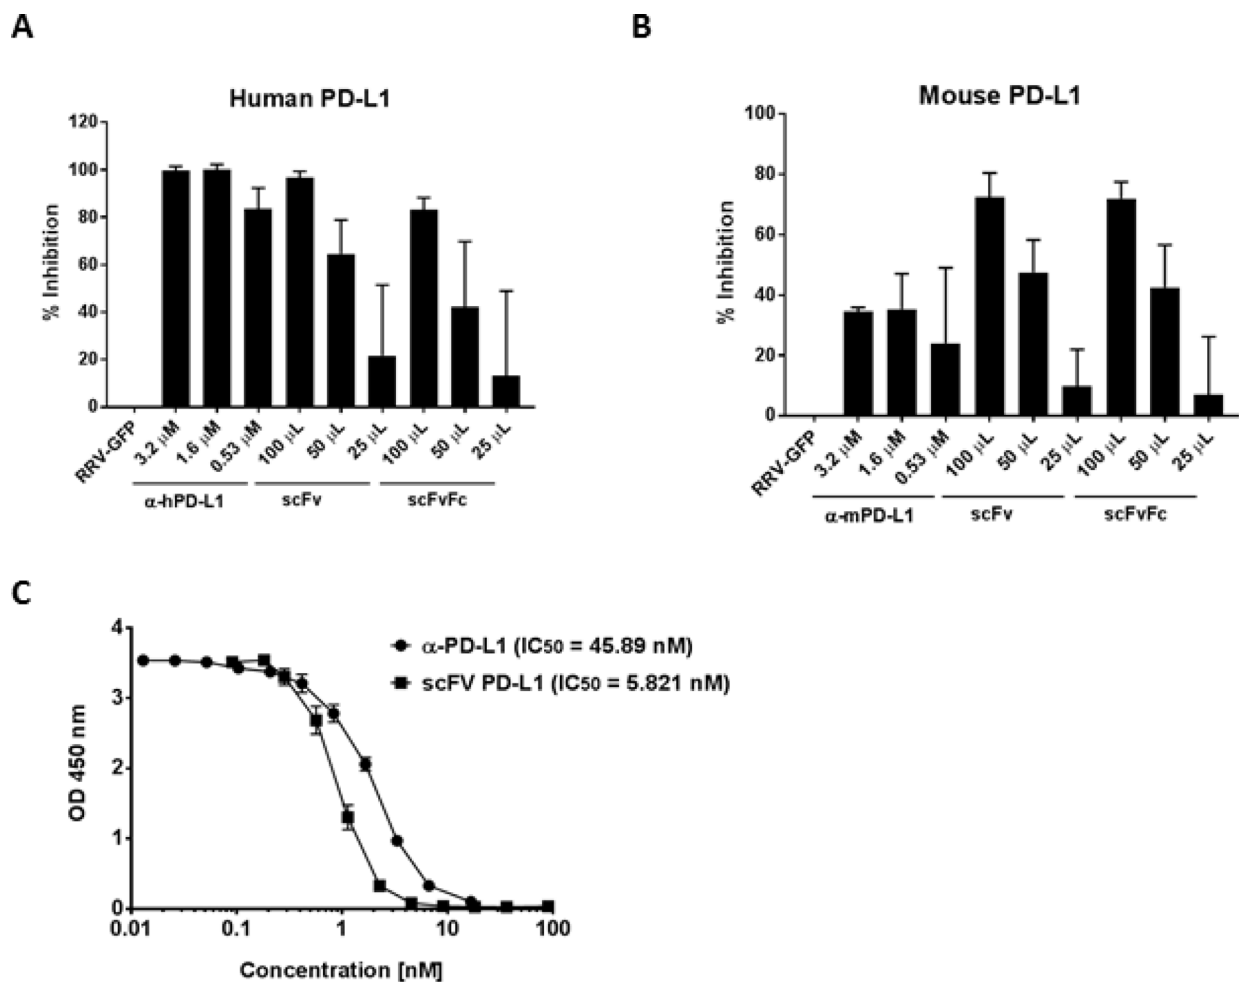 A
Human PD-L1
% Inhibition
120
100
80
60
40
20
0
RRV-GFP
3.2 μM
1.6 μM
0.53 μM
100 μL
50 μL
25 μL
100 μL
50 μL
25 μL
α-hPD-L1
scFv
scFvFc
B
Mouse PD-L1
% Inhibition
100
80
60
40
20
0
RRV-GFP
3.2 μM
1.6 μM
0.53 μM
100 μL
50 μL
25 μL
100 μL
50 μL
25 μL
α-mPD-L1
scFv
scFvFc
C
OD 450 nm
4
3
2
1
0
α-PD-L1 (IC50 = 45.89 nM)
scFV PD-L1 (IC50 = 5.821 nM)
0.01
0.1
1
10
100
Concentration [nM]